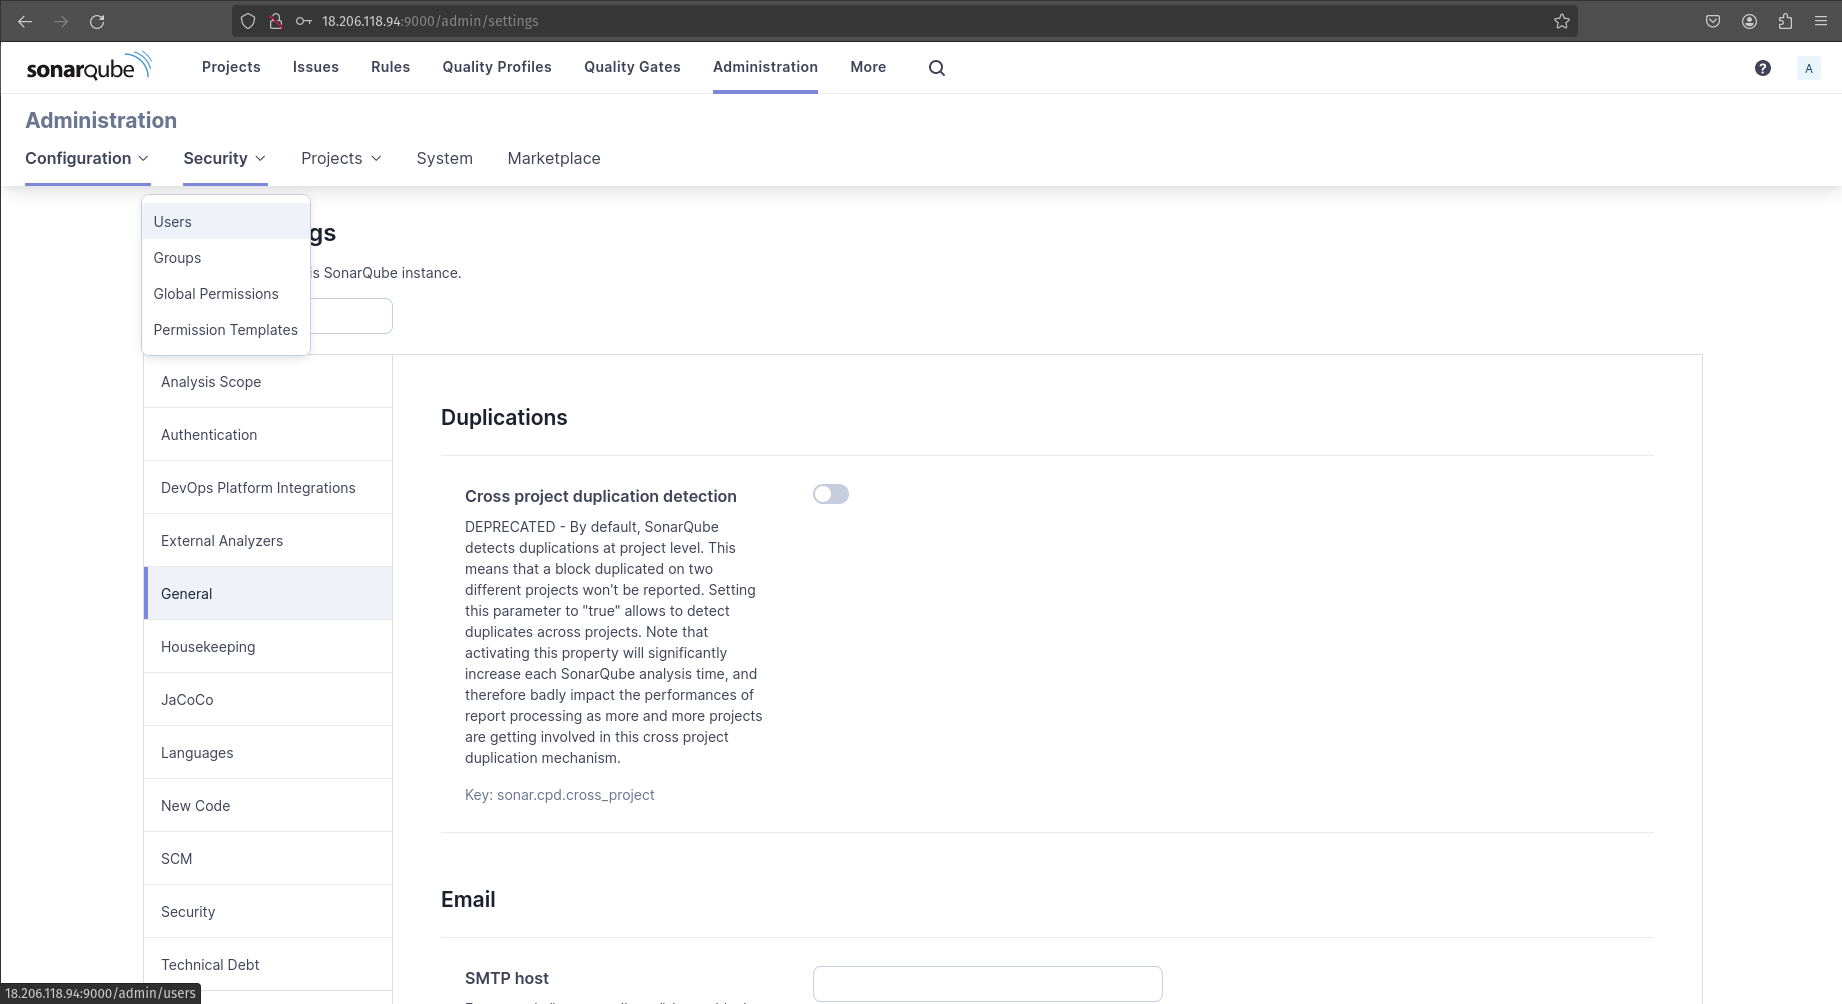 18.206.118.94:9000/admin/settings
sonarqube
Projects
Issues
Rules
Quality Profiles
Quality Gates
Administration
More
A
Administration
Configuration
Security
Projects
System
Marketplace
Users
Groups
Global Permissions
Permission Templates
gs
is SonarQube instance.
Analysis Scope
Authentication
DevOps Platform Integrations
External Analyzers
General
Housekeeping
JaCoCo
Languages
New Code
SCM
Security
Technical Debt
Duplications
Cross project duplication detection
DEPRECATED - By default, SonarQube
detects duplications at project level. This
means that a block duplicated on two
different projects won't be reported. Setting
this parameter to "true" allows to detect
duplicates across projects. Note that
activating this property will significantly
increase each SonarQube analysis time, and
therefore badly impact the performances of
report processing as more and more projects
are getting involved in this cross project
duplication mechanism.
Key: sonar.cpd.cross_project
Email
SMTP host
18.206.118.94:9000/admin/users